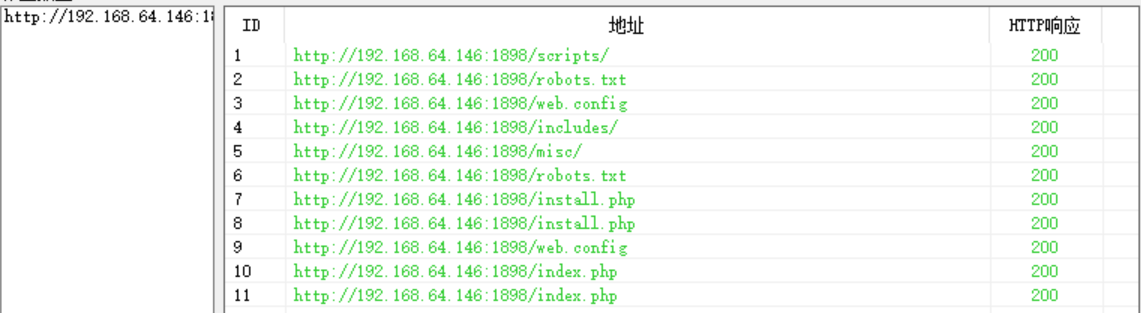 http://192.168.64.146:1
ID 地址 HTTP响应
1 http://192.168.64.146:1898/scripts/ 200
2 http://192.168.64.146:1898/robots.txt 200
3 http://192.168.64.146:1898/web.config 200
4 http://192.168.64.146:1898/includes/ 200
5 http://192.168.64.146:1898/misc/ 200
6 http://192.168.64.146:1898/robots.txt 200
7 http://192.168.64.146:1898/install.php 200
8 http://192.168.64.146:1898/install.php 200
9 http://192.168.64.146:1898/web.config 200
10 http://192.168.64.146:1898/index.php 200
11 http://192.168.64.146:1898/index.php 200